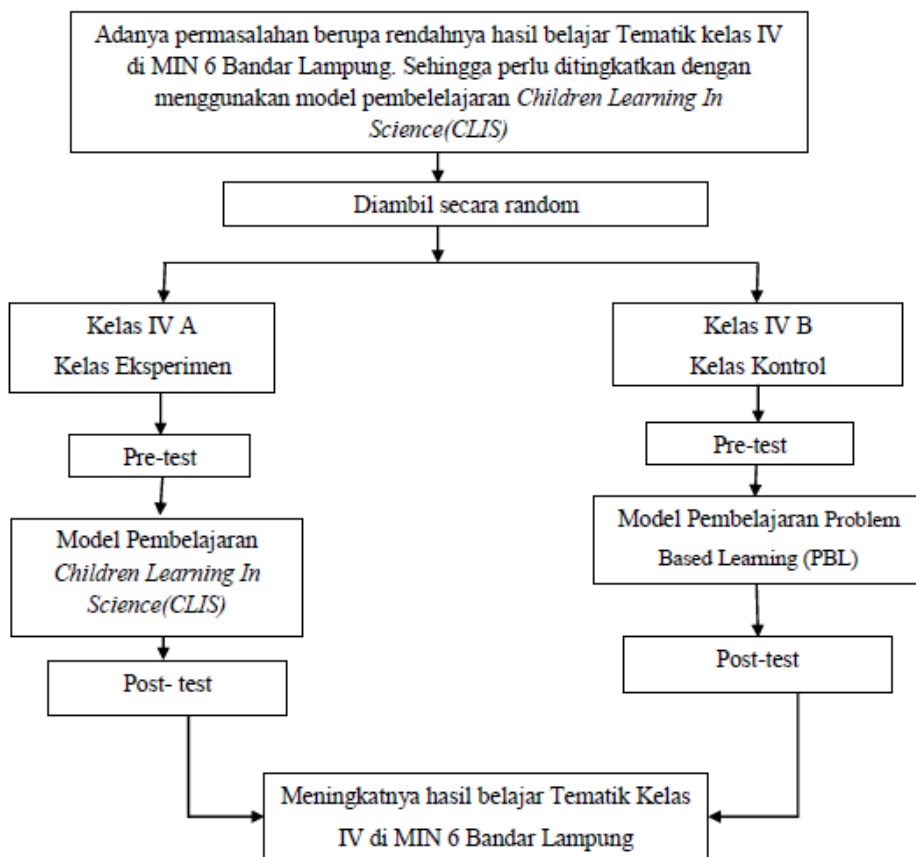 Adanya permasalahan berupa rendahnya hasil belajar Tematik kelas IV
di MIN 6 Bandar Lampung. Sehingga perlu ditingkatkan dengan
menggunakan model pembelelajaran Children Learning In
Science(CLIS)
Diambil secara random
Kelas IV A
Kelas Eksperimen
Kelas IV B
Kelas Kontrol
Pre-test
Pre-test
Model Pembelajaran
Children Learning In
Science(CLIS)
Model Pembelajaran Problem
Based Learning (PBL)
Post- test
Post-test
Meningkatnya hasil belajar Tematik Kelas
IV di MIN 6 Bandar Lampung